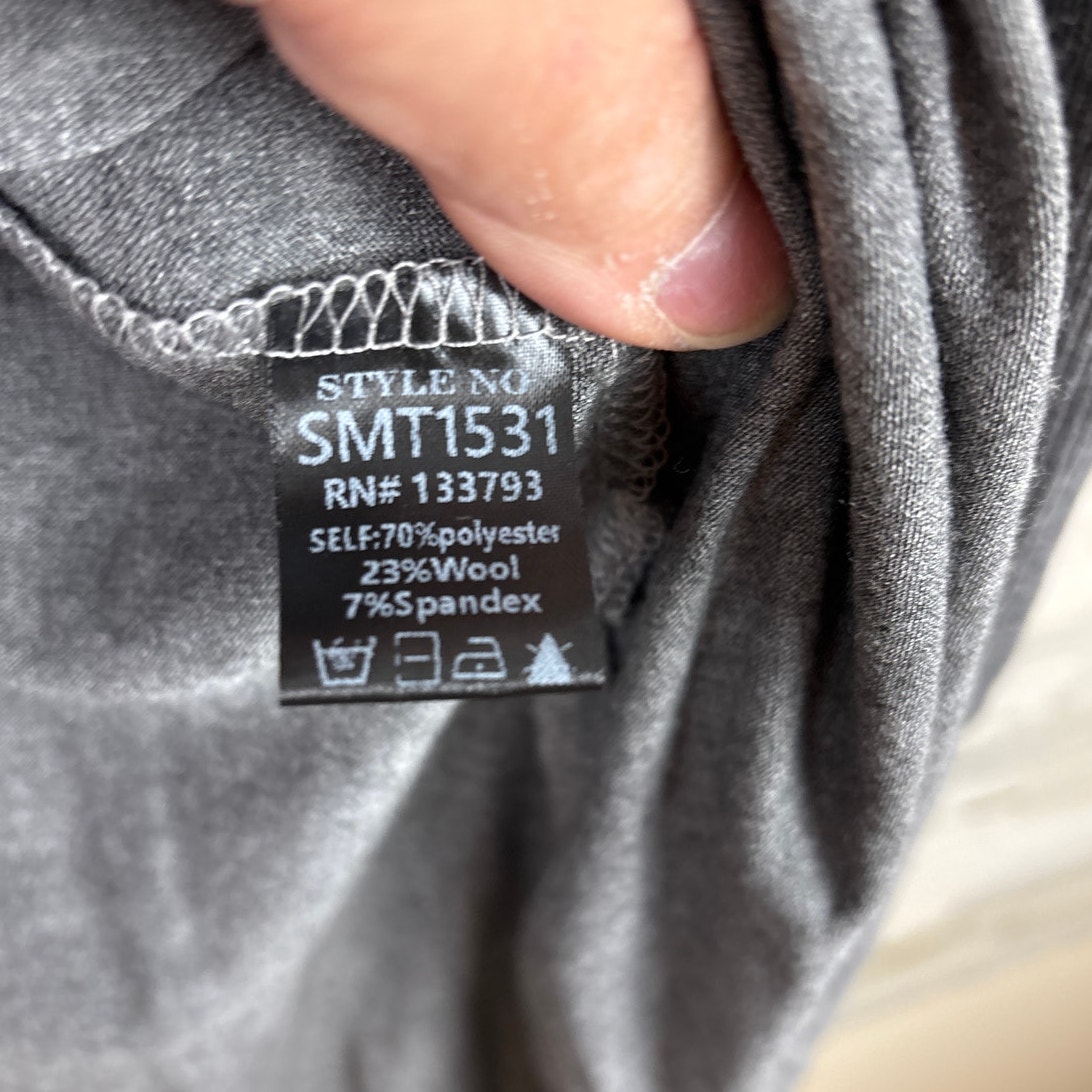 STYLE NO
SMT1531
RN# 133793
SELF:70%polyester
23%Wool
7%Spandex